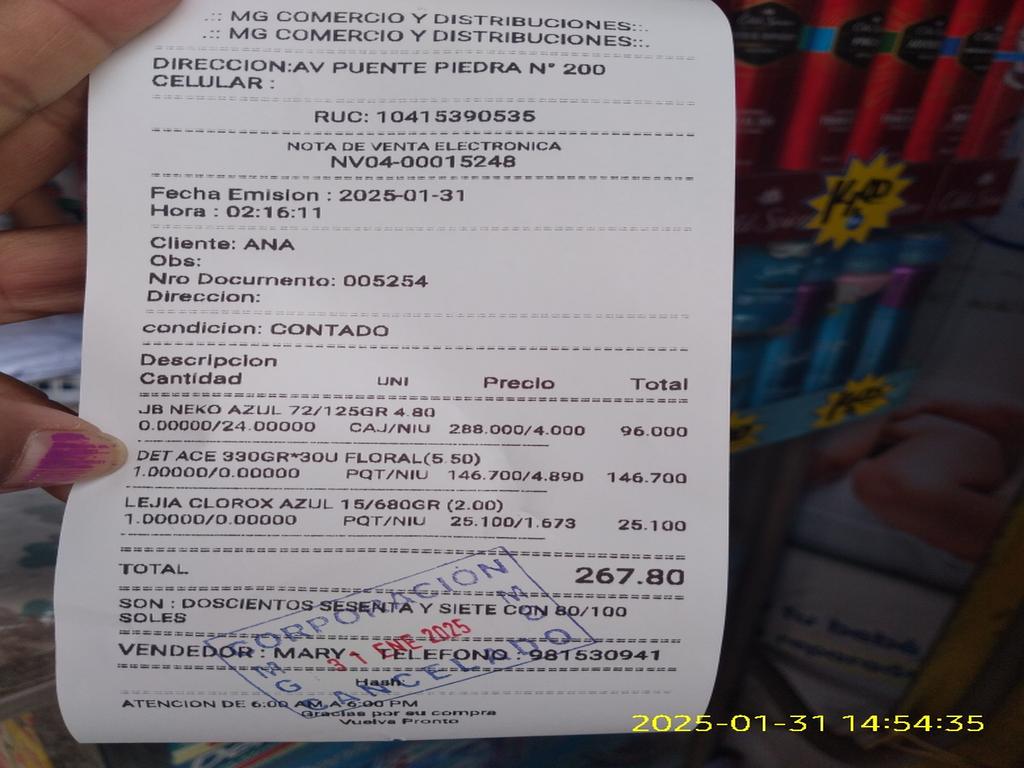 .:: MG COMERCIO Y DISTRIBUCIONES::.
.:: MG COMERCIO Y DISTRIBUCIONES::.
DIRECCION:AV PUENTE PIEDRA N° 200
CELULAR :
RUC: 10415390535
NOTA DE VENTA ELECTRONICA
NV04-00015248
Fecha Emision : 2025-01-31
Hora : 02:16:11
Cliente: ANA
Obs:
Nro Documento: 005254
Direccion:
condicion: CONTADO
Descripcion
Cantidad UNI Precio Total
JB NEKO AZUL 72/125GR 4.80
0.00000/24.00000 CAJ/NIU 288.000/4.000 96.000
DET ACE 330GR*30U FLORAL(5.50)
1.00000/0.00000 PQT/NIU 146.700/4.890 146.700
LEJIA CLOROX AZUL 15/680GR (2.00)
1.00000/0.00000 PQT/NIU 25.100/1.673 25.100
TOTAL 267.80
SON : DOSCIENTOS SESENTA Y SIETE CON 80/100
SOLES
VENDEDOR : MARY - TELEFONO : 981530941
Hash:
ATENCION DE 6:00 AM A 6:00 PM
Gracias por su compra
Vuelva Pronto
CORPORACIÓN
MG
31 ENE 2025
CANCELADO
2025-01-31 14:54:35